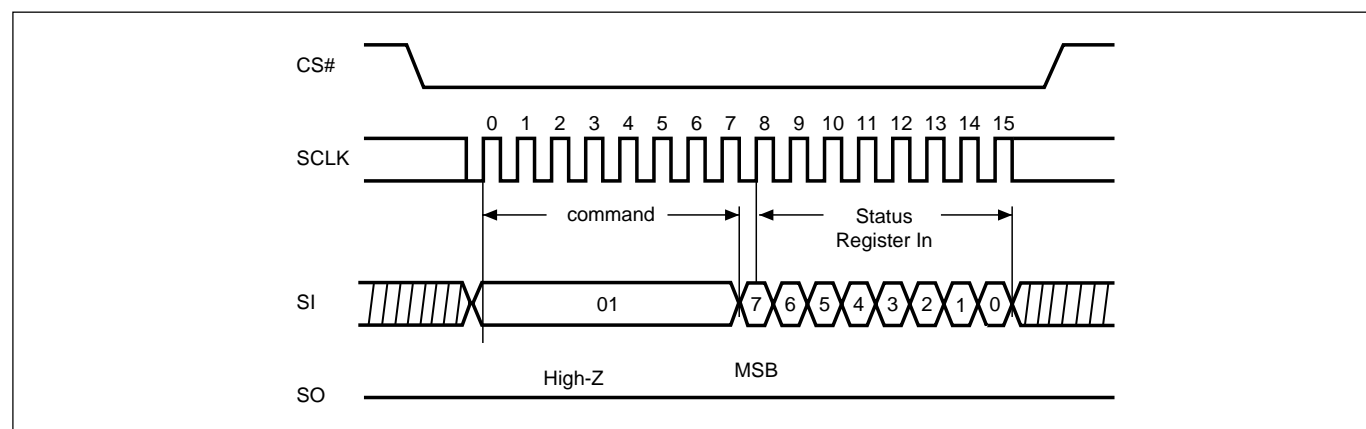 CS#
0 1 2 3 4 5 6 7 8 9 10 11 12 13 14 15
SCLK
command
Status
Register In
SI
01
7 6 5 4 3 2 1 0
MSB
High-Z
SO